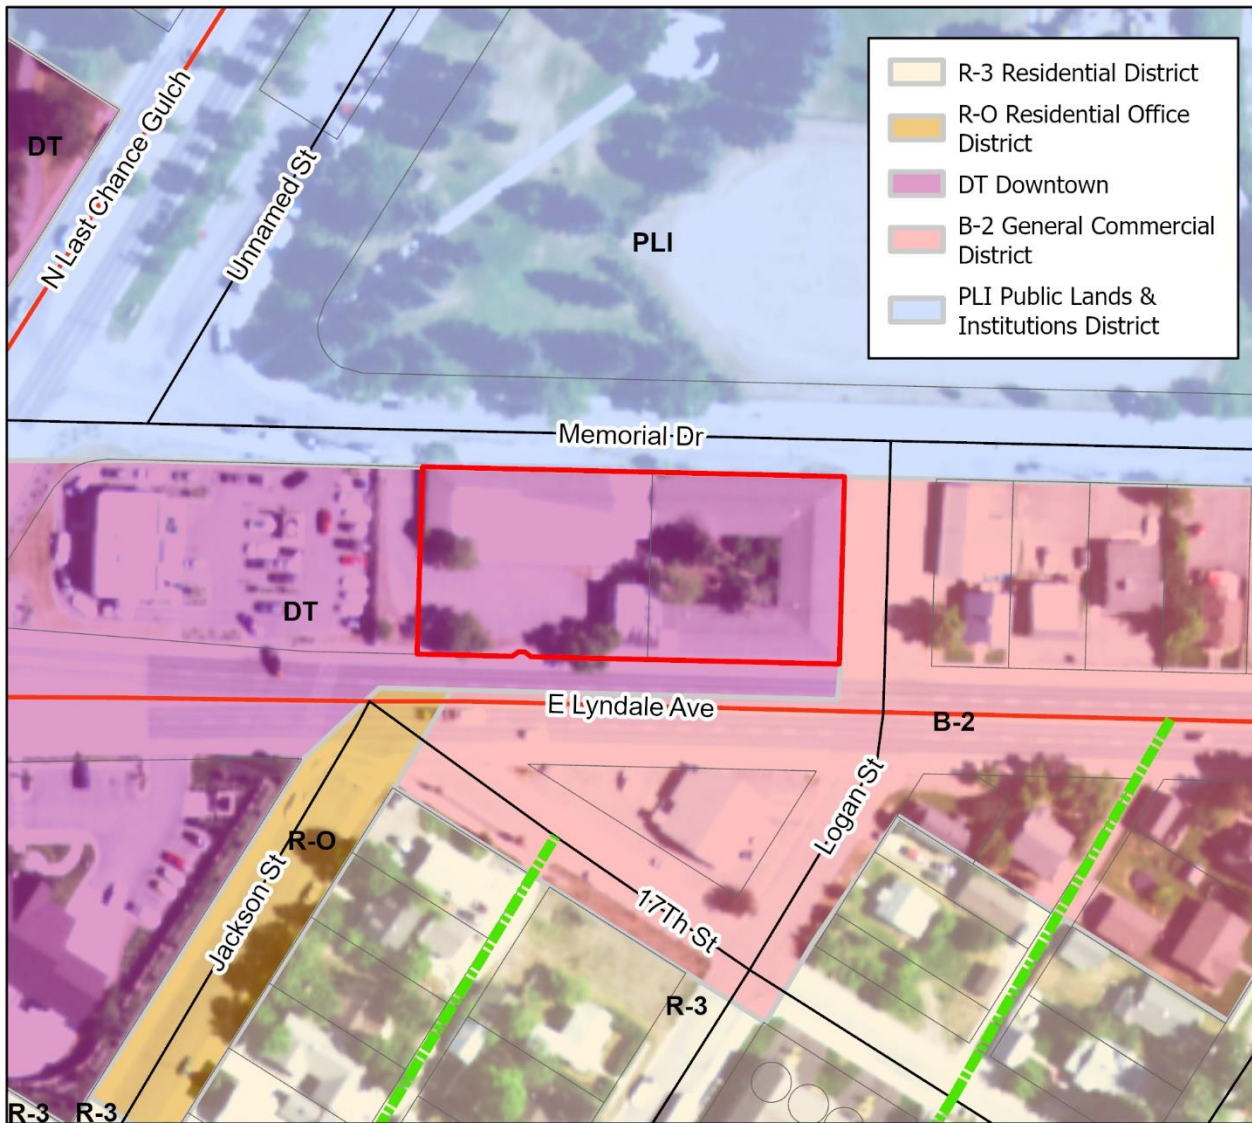 R-3 Residential District
R-O Residential Office
District
DT Downtown
B-2 General Commercial
District
PLI Public Lands &
Institutions District
DT
N Last Chance Gulch
Unnamed St
PLI
Memorial Dr
DT
E Lyndale Ave
B-2
Logan St
R-O
Jackson St
17Th St
R-3
R-3
R-3